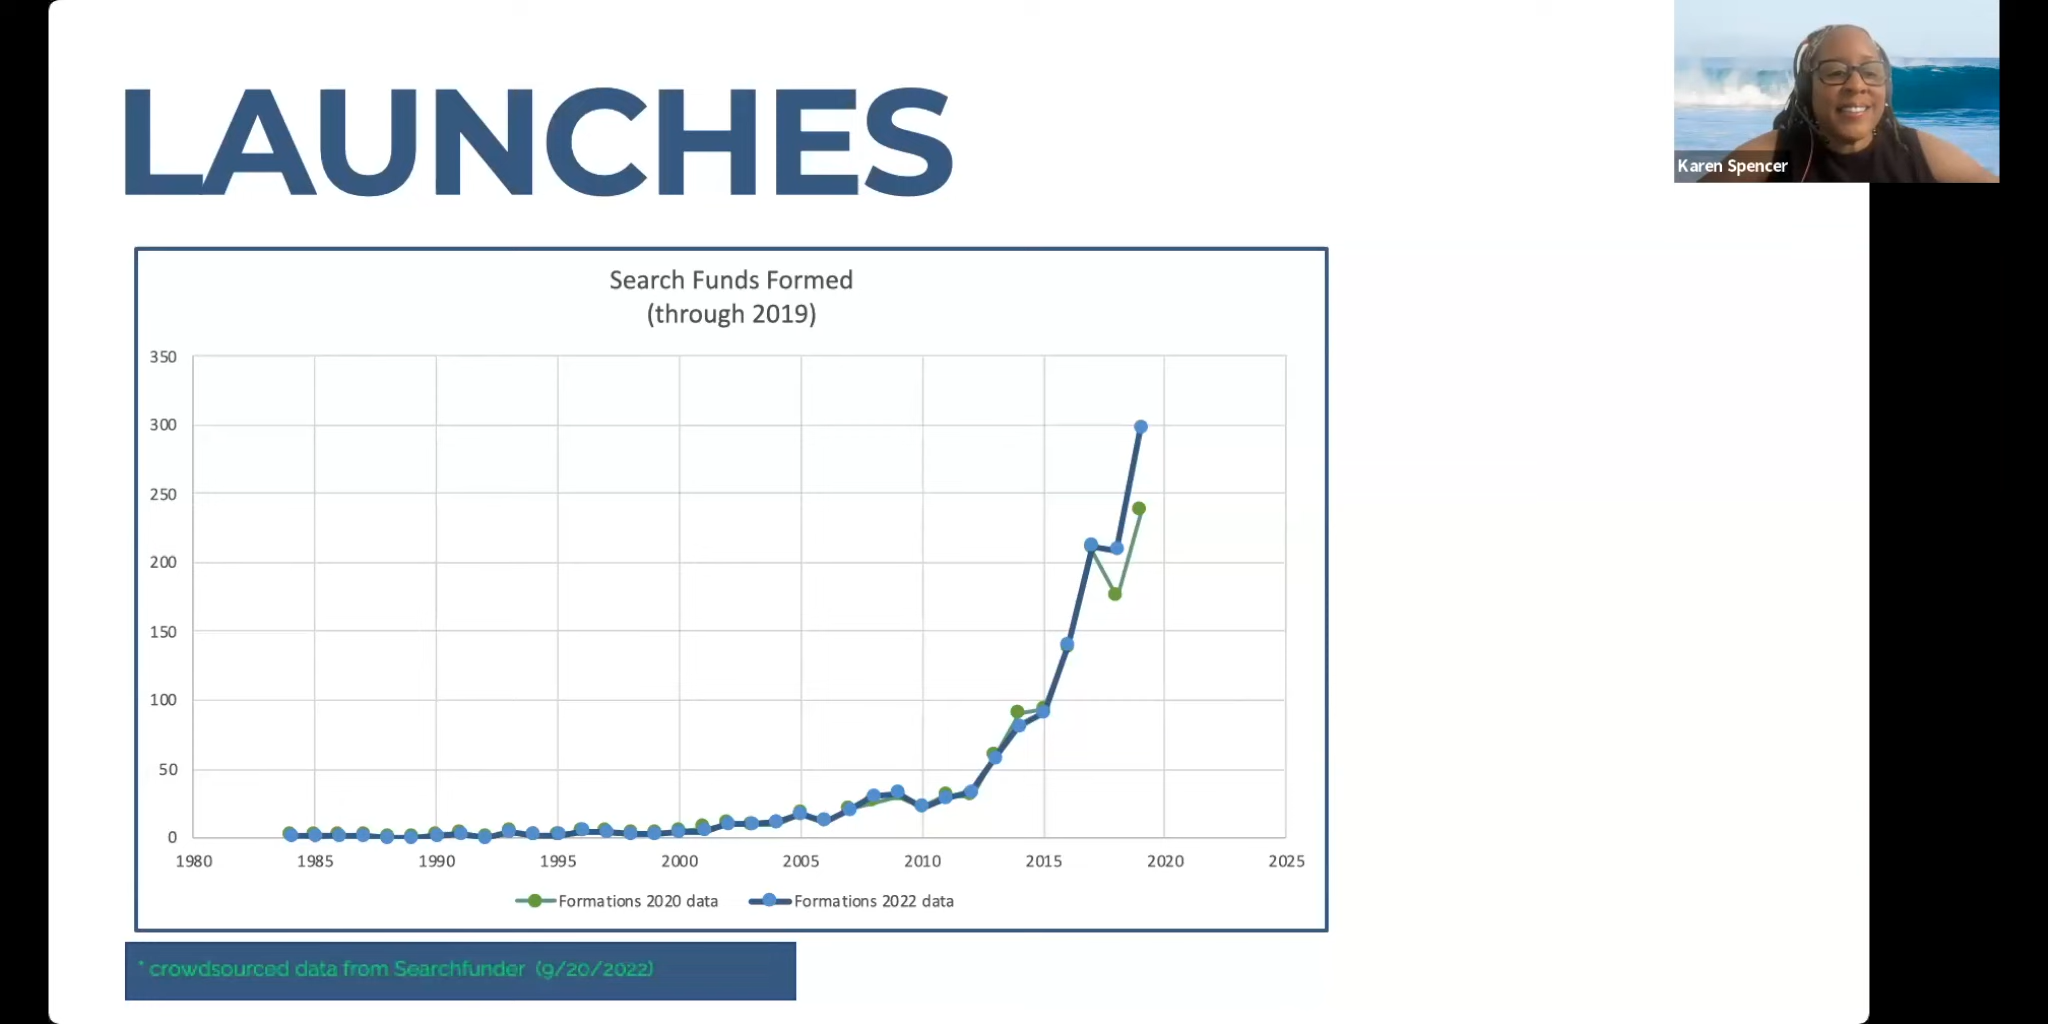 LAUNCHES
Karen Spencer
Search Funds Formed
(through 2019)
350
300
250
200
150
100
50
0
1980 1985 1990 1995 2000 2005 2010 2015 2020 2025
Formations 2020 data Formations 2022 data
* crowdsourced data from Searchfunder (9/20/2022)